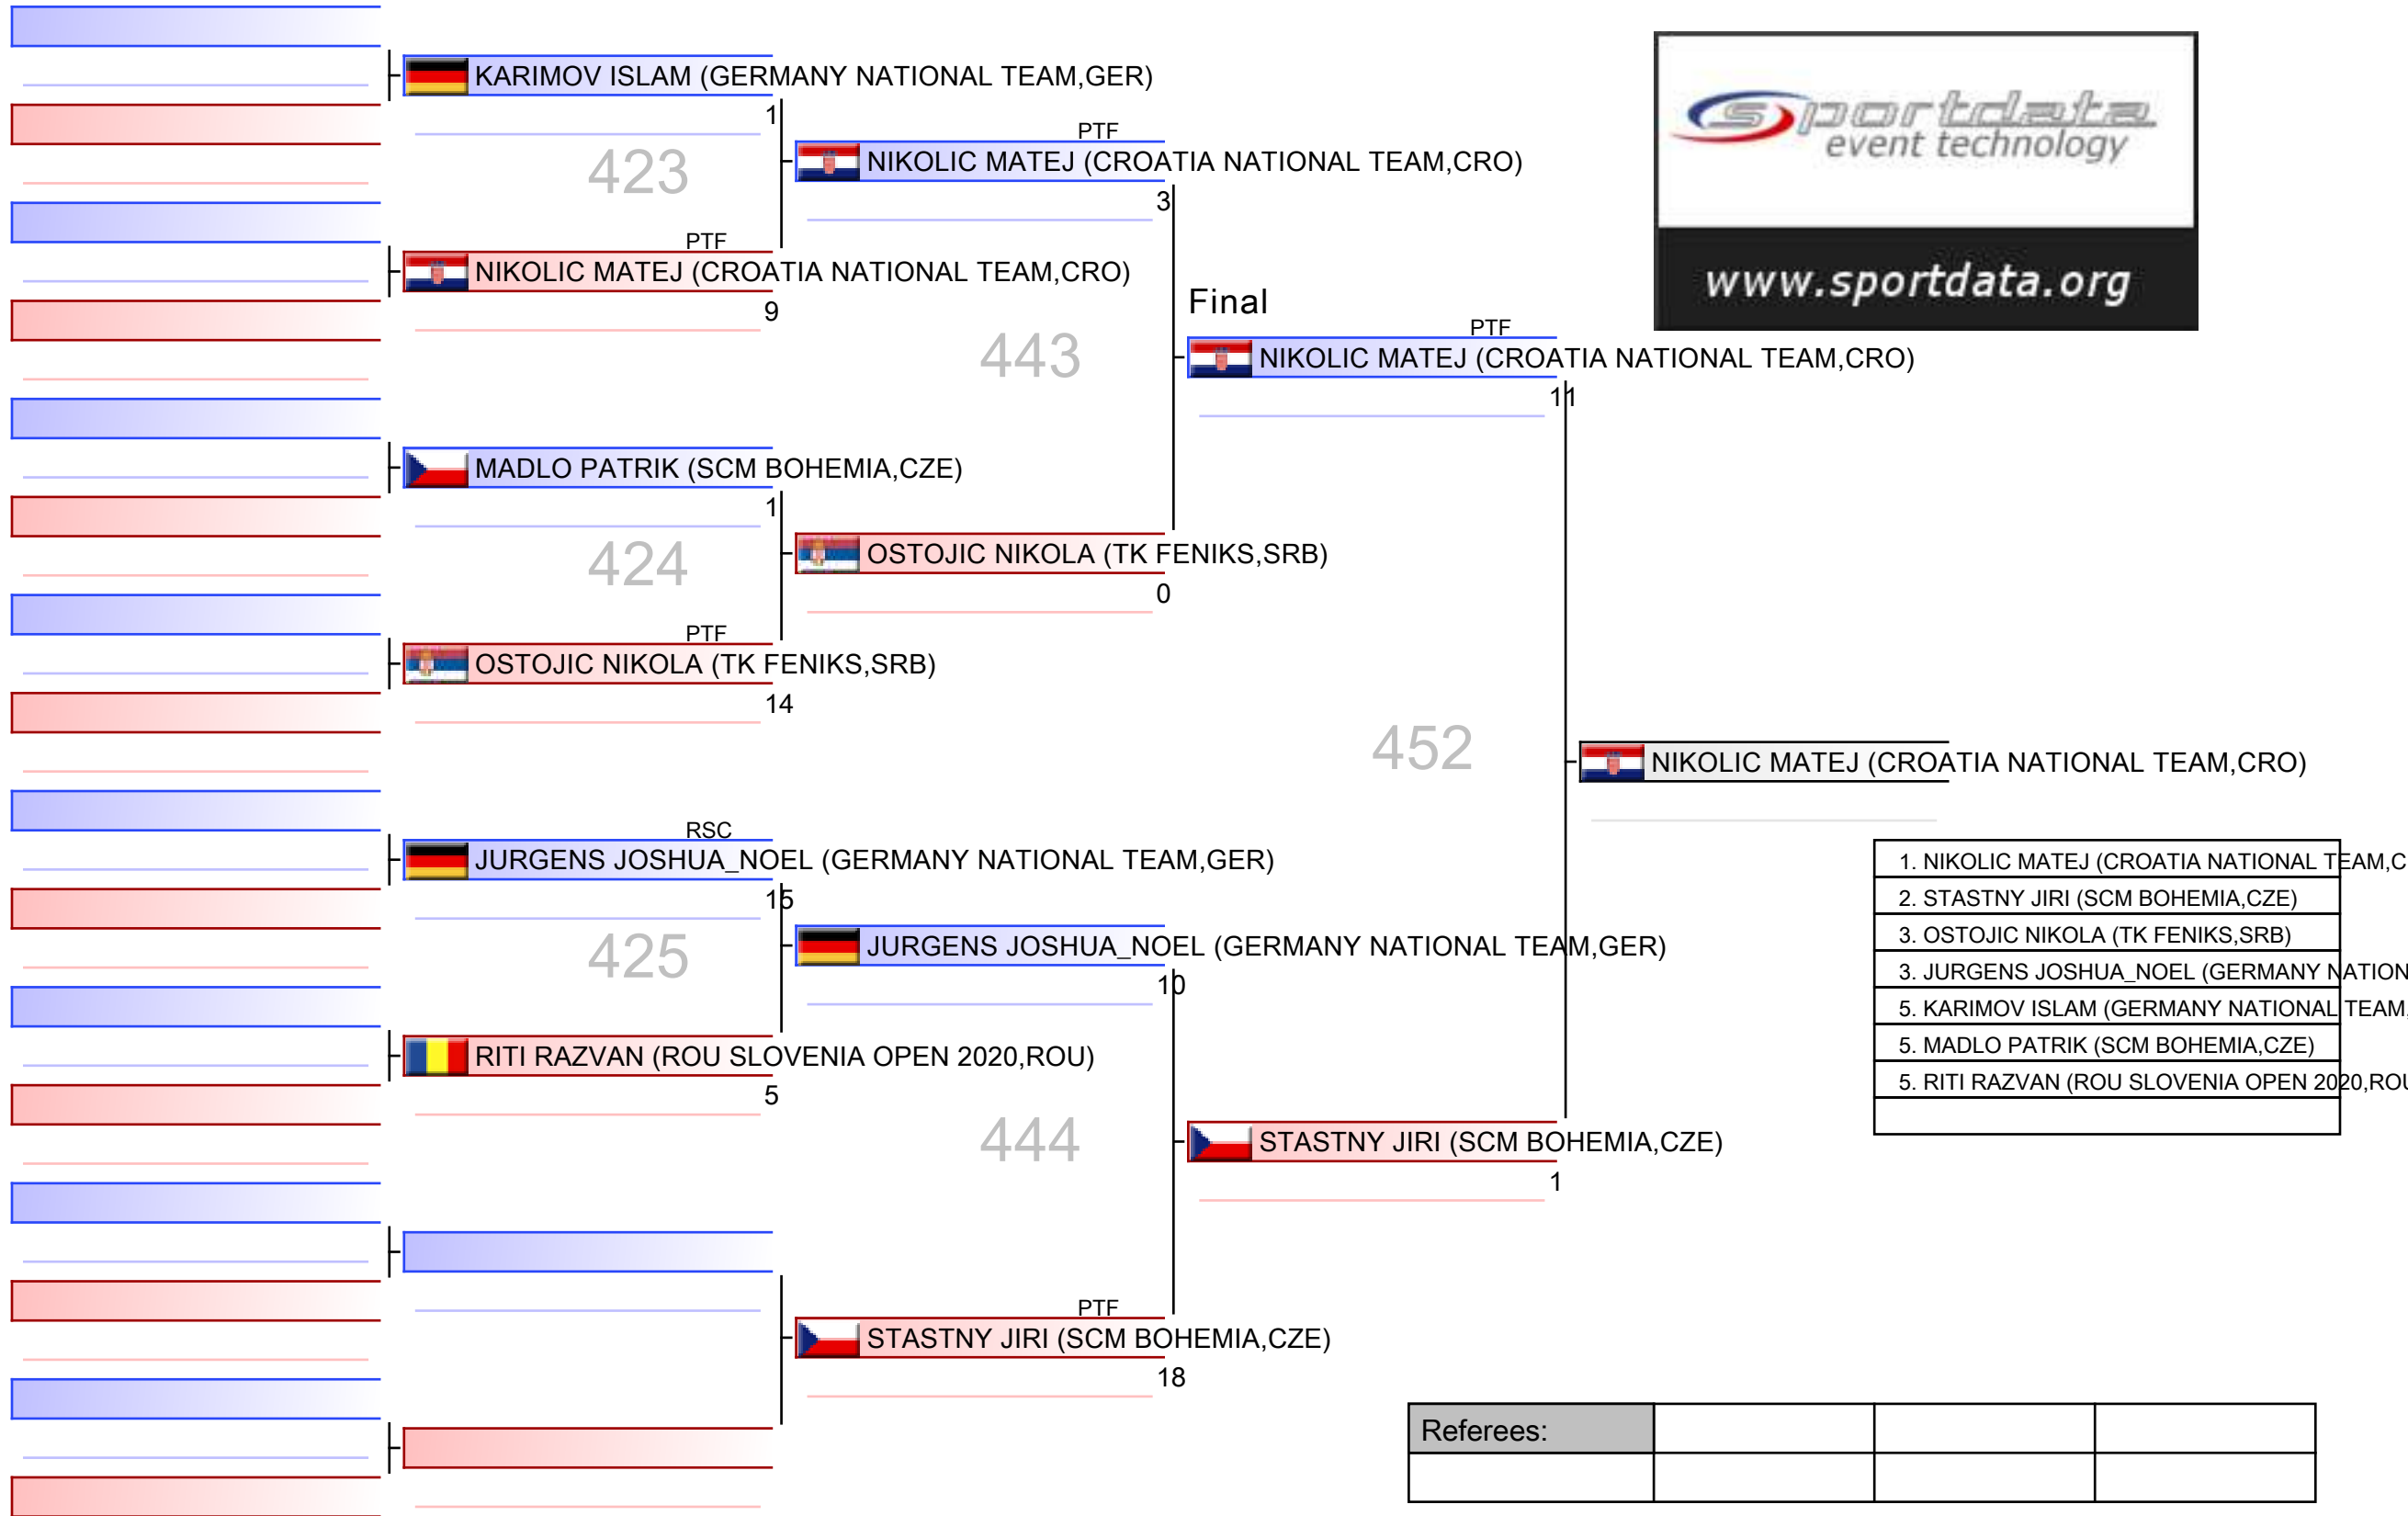 KARIMOV ISLAM (GERMANY NATIONAL TEAM,GER)
1
423
PTF
NIKOLIC MATEJ (CROATIA NATIONAL TEAM,CRO)
9
MADLO PATRIK (SCM BOHEMIA,CZE)
1
424
PTF
OSTOJIC NIKOLA (TK FENIKS,SRB)
14
RSC
JURGENS JOSHUA_NOEL (GERMANY NATIONAL TEAM,GER)
15
425
RITI RAZVAN (ROU SLOVENIA OPEN 2020,ROU)
5
PTF
NIKOLIC MATEJ (CROATIA NATIONAL TEAM,CRO)
3
443
OSTOJIC NIKOLA (TK FENIKS,SRB)
0
JURGENS JOSHUA_NOEL (GERMANY NATIONAL TEAM,GER)
10
444
PTF
STASTNY JIRI (SCM BOHEMIA,CZE)
18
Final
PTF
NIKOLIC MATEJ (CROATIA NATIONAL TEAM,CRO)
11
452
STASTNY JIRI (SCM BOHEMIA,CZE)
1
NIKOLIC MATEJ (CROATIA NATIONAL TEAM,CRO)
sportdata
event technology
www.sportdata.org
1. NIKOLIC MATEJ (CROATIA NATIONAL TEAM,C
2. STASTNY JIRI (SCM BOHEMIA,CZE)
3. OSTOJIC NIKOLA (TK FENIKS,SRB)
3. JURGENS JOSHUA_NOEL (GERMANY NATION
5. KARIMOV ISLAM (GERMANY NATIONAL TEAM,
5. MADLO PATRIK (SCM BOHEMIA,CZE)
5. RITI RAZVAN (ROU SLOVENIA OPEN 2020,ROU
Referees: